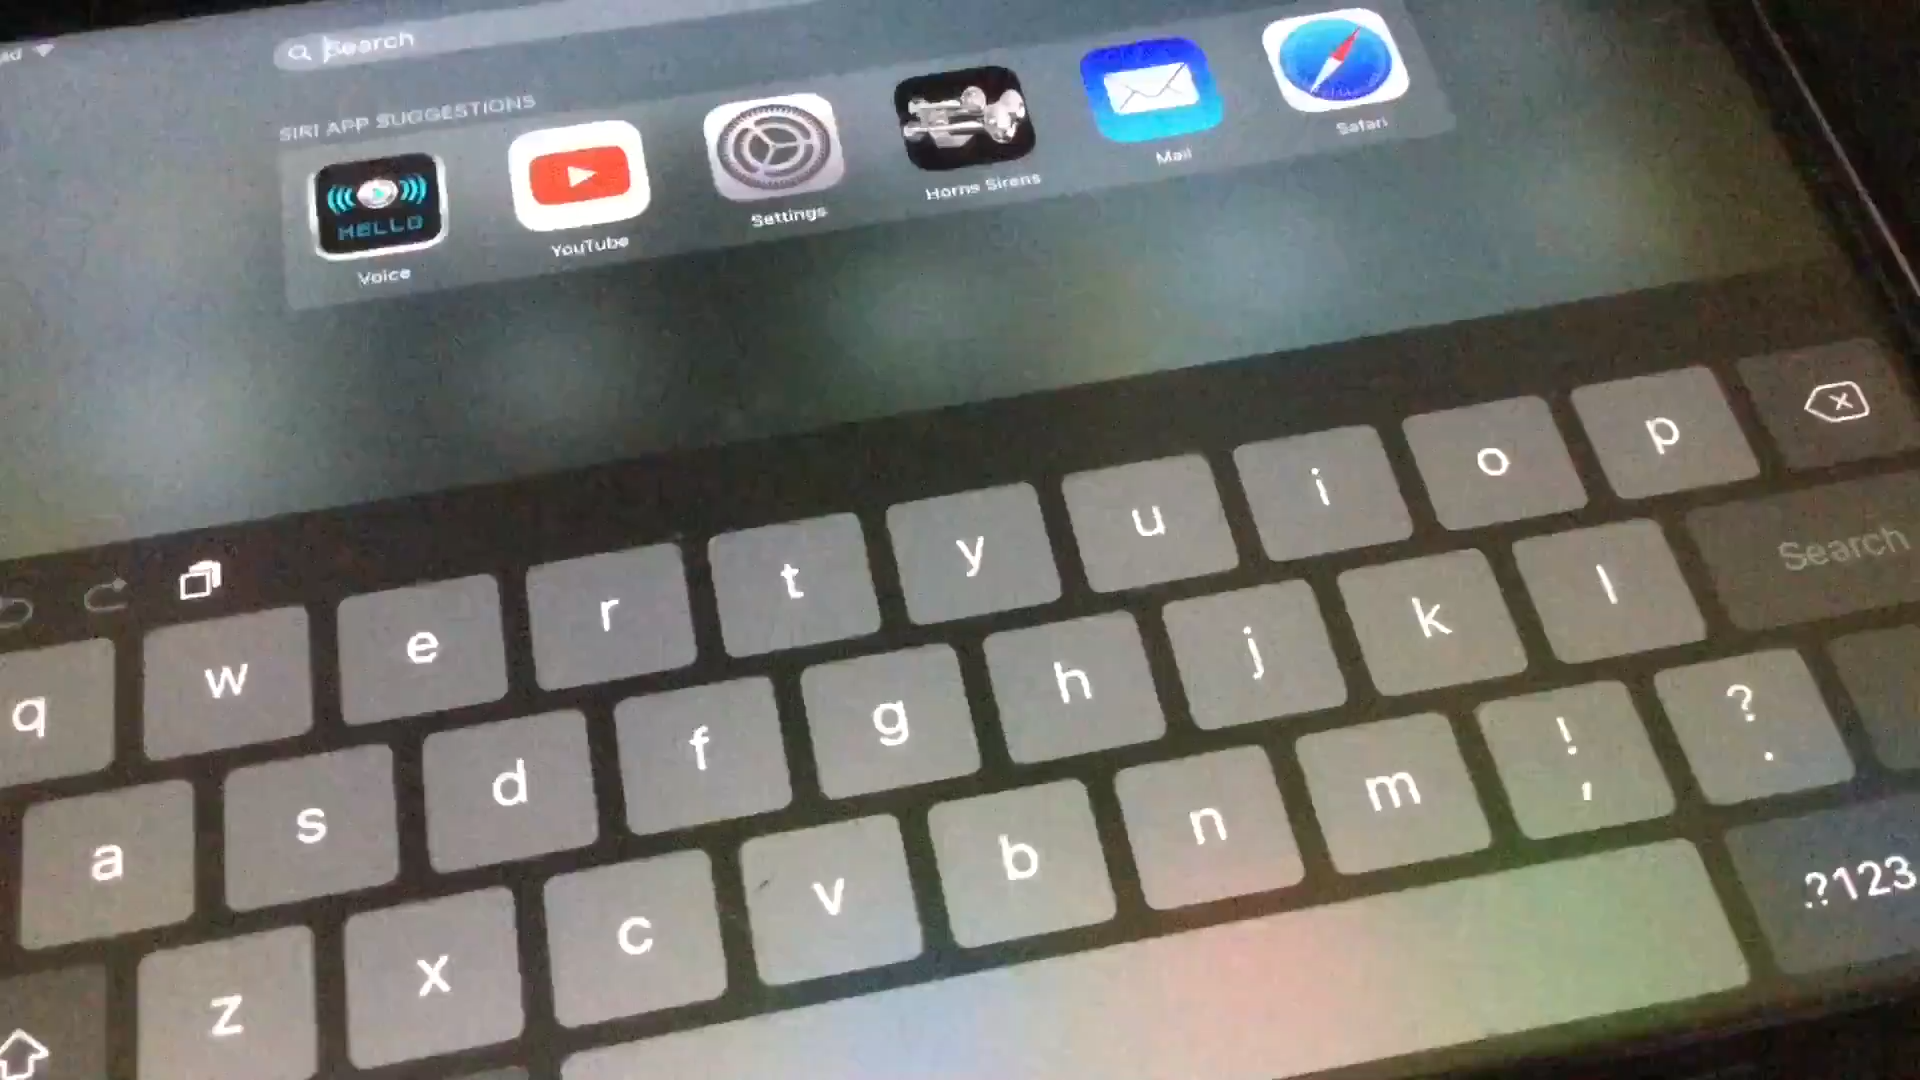 Search
SIRI APP SUGGESTIONS
HELLO
Voice
YouTube
Settings
Horns Sirens
Mail
Safari
q w e r t y u i o p
a s d f g h j k l Search
z x c v b n m ! , ? .
.?123